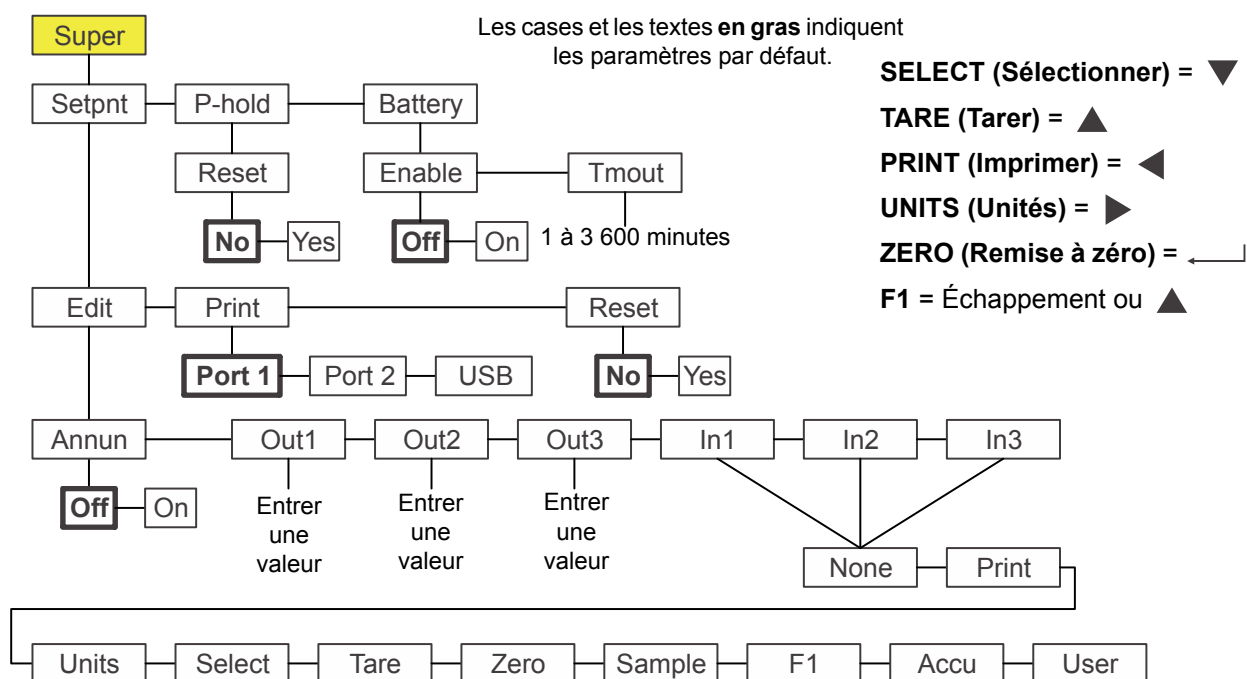 Super
Les cases et les textes en gras indiquent
les paramètres par défaut.
SELECT (Sélectionner) = ▼
TARE (Tarer) = ▲
PRINT (Imprimer) = ◀
UNITS (Unités) = ▶
ZERO (Remise à zéro) = ↵
F1 = Échappement ou ▲
Setpnt P-hold Battery
Reset Enable Tmout
No Yes Off On 1 à 3 600 minutes
Edit Print Reset
Port 1 Port 2 USB No Yes
Annun Out1 Out2 Out3 In1 In2 In3
Off On
Entrer
une
valeur
Entrer
une
valeur
Entrer
une
valeur
None Print
Units Select Tare Zero Sample F1 Accu User